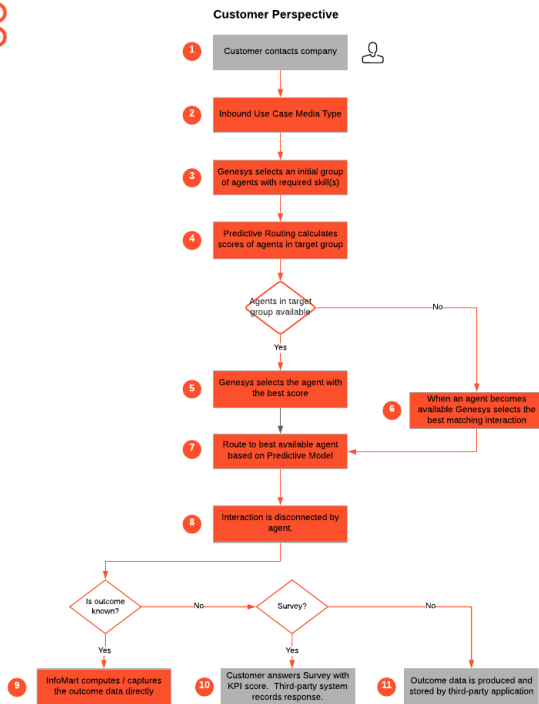 Customer Perspective
1
Customer contacts company
2
Inbound Use Case Media Type
3
Genesys selects an initial group
of agents with required skill(s)
4
Predictive Routing calculates
scores of agents in target group
Agents in target
group available
No
Yes
5
Genesys selects the agent with
the best score
6
When an agent becomes
available Genesys selects the
best matching interaction
7
Route to best available agent
based on Predictive Model
8
Interaction is disconnected by
agent.
Is outcome
known?
No
Survey?
No
Yes
Yes
9
InfoMart computes / captures
the outcome data directly
10
Customer answers Survey with
KPI score. Third-party system
records response.
11
Outcome data is produced and
stored by third-party application